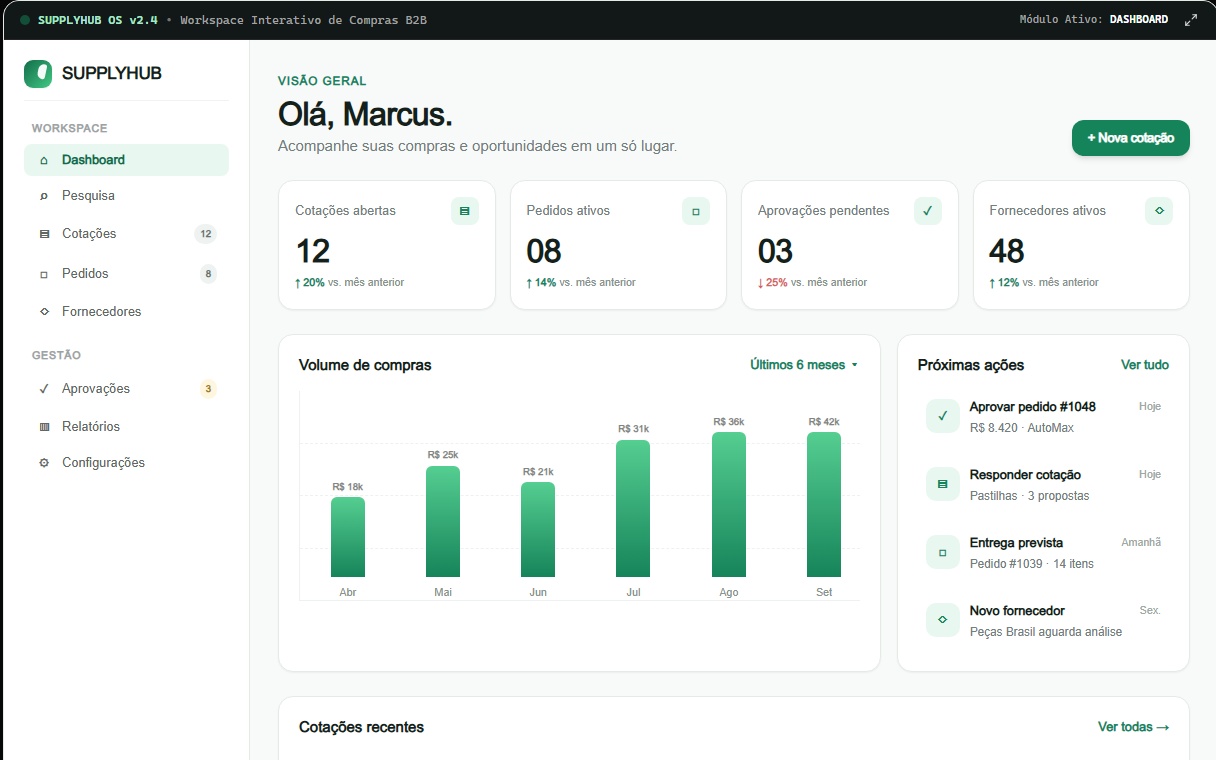 SUPPLYHUB OS v2.4 • Workspace Interativo de Compras B2B
Módulo Ativo: DASHBOARD
SUPPLYHUB
WORKSPACE
Dashboard
Pesquisa
Cotações 12
Pedidos 8
Fornecedores
GESTÃO
Aprovações 3
Relatórios
Configurações
VISÃO GERAL
Olá, Marcus.
Acompanhe suas compras e oportunidades em um só lugar.
+ Nova cotação
Cotações abertas
12
↑ 20% vs. mês anterior
Pedidos ativos
08
↑ 14% vs. mês anterior
Aprovações pendentes
03
↓ 25% vs. mês anterior
Fornecedores ativos
48
↑ 12% vs. mês anterior
Volume de compras
Últimos 6 meses
R$ 18k
R$ 25k
R$ 21k
R$ 31k
R$ 36k
R$ 42k
Abr
Mai
Jun
Jul
Ago
Set
Próximas ações
Ver tudo
Aprovar pedido #1048
Hoje
R$ 8.420 · AutoMax
Responder cotação
Hoje
Pastilhas · 3 propostas
Entrega prevista
Amanhã
Pedido #1039 · 14 itens
Novo fornecedor
Sex.
Peças Brasil aguarda análise
Cotações recentes
Ver todas →